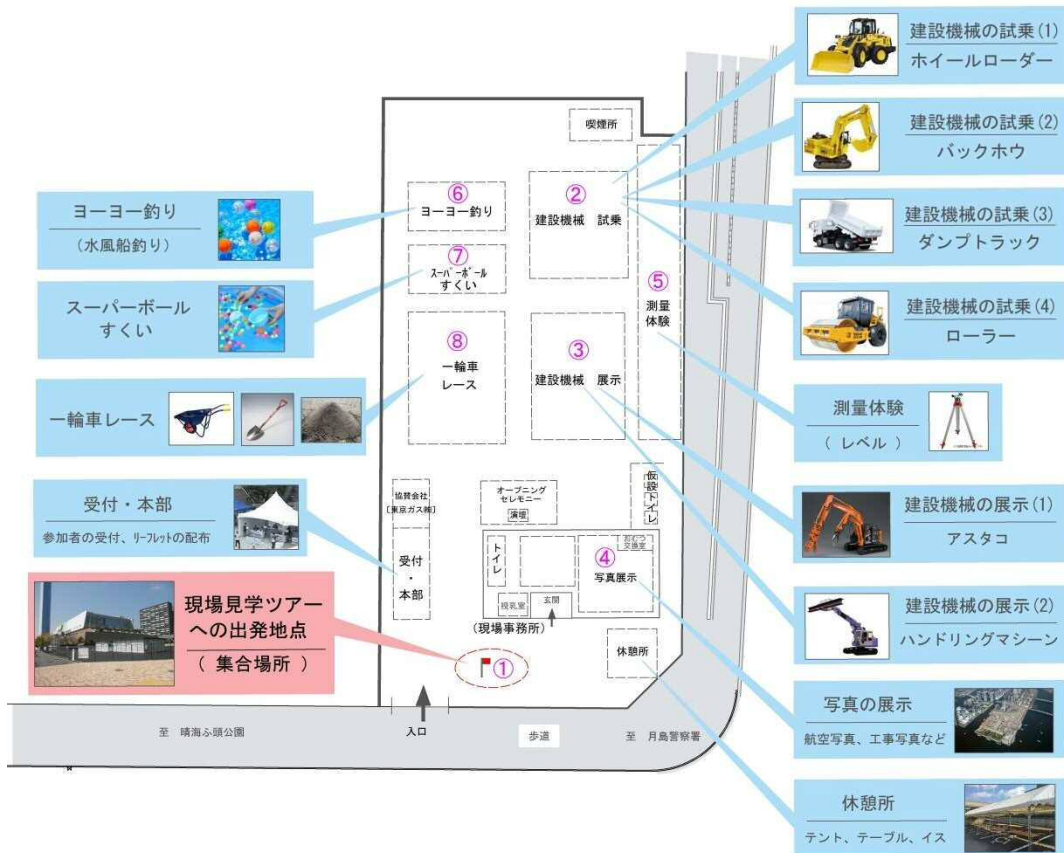 建設機械の試乗(1)
ホイールローダー
建設機械の試乗(2)
バックホウ
建設機械の試乗(3)
ダンプトラック
建設機械の試乗(4)
ローラー
測量体験
(レベル)
建設機械の展示(1)
アスタコ
建設機械の展示(2)
ハンドリングマシーン
写真の展示
航空写真、工事写真など
休憩所
テント、テーブル、イス
ヨーヨー釣り
(水風船釣り)
スーパーボール
すくい
一輪車レース
受付・本部
参加者の受付、リーフレットの配布
現場見学ツアー
への出発地点
(集合場所)
喫煙所
⑥
ヨーヨー釣り
②
建設機械 試乗
⑦
スーパーボール
すくい
⑤
測量
体験
⑧
一輪車
レース
③
建設機械 展示
協賛会社
[東京ガス㈱]
オープニング
セレモニー
演壇
仮設トイレ
受付
・
本部
トイレ
おむつ
交換室
④
写真展示
授乳室
玄関
(現場事務所)
休憩所
①
至 晴海ふ頭公園
入口
歩道
至 月島警察署